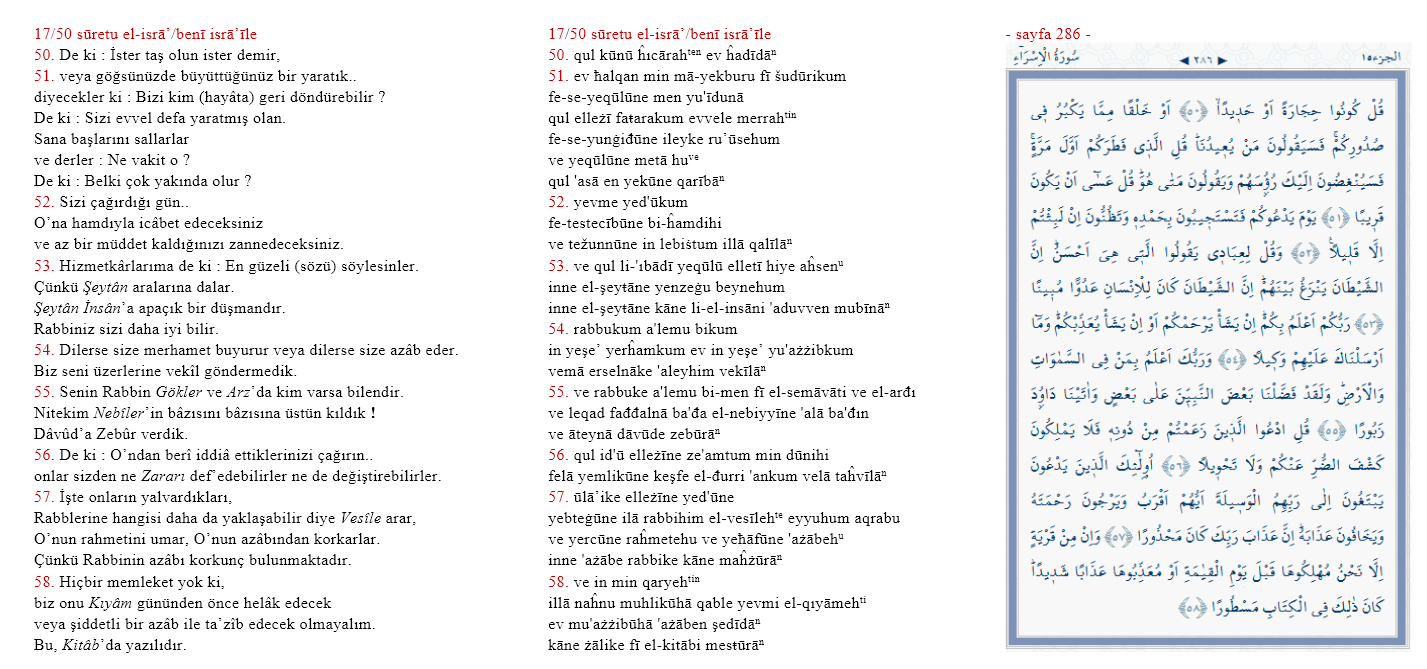 17/50 sūretu el-isrā’/benī isrā’īle
50. De ki : İster taş olun ister demir,
51. veya göğsünüzde büyüttüğünüz bir yaratık..
diyecekler ki : Bizi kim (hayâta) geri döndürebilir ?
De ki : Sizi evvel defa yaratmış olan.
Sana başlarını sallarlar
ve derler : Ne vakit o ?
De ki : Belki çok yakında olur ?
52. Sizi çağırdığı gün..
O’na hamdıyla icâbet edeceksiniz
ve az bir müddet kaldığınızı zannedeceksiniz.
53. Hizmetkârlarıma de ki : En güzeli (sözü) söylesinler.
Çünkü Şeytân aralarına dalar.
Şeytân İnsân’a apaçık bir düşmandır.
Rabbiniz sizi daha iyi bilir.
54. Dilerse size merhamet buyurur veya dilerse size azâb eder.
Biz seni üzerlerine vekîl göndermedik.
55. Senin Rabbin Gökler ve Arz’da kim varsa bilendir.
Nitekim Nebîler’in bâzısını bâzısına üstün kıldık !
Dâvûd’a Zebûr verdik.
56. De ki : O’ndan berî iddiâ ettiklerinizi çağırın..
onlar sizden ne Zararı def’edebilirler ne de değiştirebilirler.
57. İşte onların yalvardıkları,
Rabblerine hangisi daha da yaklaşabilir diye Vesîle arar,
O’nun rahmetini umar, O’nun azâbından korkarlar.
Çünkü Rabbinin azâbı korkunç bulunmaktadır.
58. Hiçbir memleket yok ki,
biz onu Kıyâm gününden önce helâk edecek
veya şiddetli bir azâb ile ta’zîb edecek olmayalım.
Bu, Kitâb’da yazılıdır.
17/50 sūretu el-isrā’/benī isrā’īle
50. qul kūnū ĥıcārahᵗᵉⁿ ev ĥadīdāⁿ
51. ev ħalqan min mā-yekburu fī šudūrikum
fe-se-yeqūlūne men yu'īdunā
qul elleżī faŧarakum evvele merrahᵗⁱⁿ
fe-se-yunġiđūne ileyke ru’ūsehum
ve yeqūlūne metā huᵛᵉ
qul 'asā en yekūne qarībāⁿ
52. yevme yed'ūkum
fe-testecībūne bi-ĥamdihi
ve težunnūne in lebiśtum illā qalīlāⁿ
53. ve qul li-'ıbādī yeqūlū elletī hiye aĥsenᵘ
inne el-şeyŧāne yenzeġu beynehum
inne el-şeyŧāne kāne li-el-insāni 'aduvven mubīnāⁿ
54. rabbukum a'lemu bikum
in yeşe’ yerĥamkum ev in yeşe’ yu'ażżibkum
vemā erselnāke 'aleyhim vekīlāⁿ
55. ve rabbuke a'lemu bi-men fī el-semāvāti ve el-arđı
ve leqad fađđalnā ba'đa el-nebiyyīne 'alā ba'đın
ve āteynā dāvūde zebūrāⁿ
56. qul id'ū elleżīne ze'amtum min dūnihi
felā yemlikūne keşfe el-đurri 'ankum velā taĥvīlāⁿ
57. ūlā’ike elleżīne yed'ūne
yebteġūne ilā rabbihim el-vesīlehᵗᵉ eyyuhum aqrabu
ve yercūne raĥmetehu ve yeħāfūne 'ażābehᵘ
inne 'ażābe rabbike kāne maĥżūrāⁿ
58. ve in min qaryehᵗⁱⁿ
illā naĥnu muhlikūhā qable yevmi el-qıyāmehᵗⁱ
ev mu'ażżibūhā 'ażāben şedīdāⁿ
kāne żālike fī el-kitābi mesŧūrāⁿ
- sayfa 286 -
الجزء١٥ ◀ ٢٨٦ ▶ سُورَةُ الْاِسْرَٓاءِ
قُلْ كُونُوا حِجَارَةً اَوْ حَد۪يدًاۙ ﴿٥٠﴾ اَوْ خَلْقًا مِمَّا يَكْبُرُ ف۪ي
صُدُورِكُمْۚ فَسَيَقُولُونَ مَنْ يُع۪يدُنَاۜ قُلِ الَّذ۪ي فَطَرَكُمْ اَوَّلَ مَرَّةٍۚ
فَسَيُنْغِضُونَ اِلَيْكَ رُؤُ۫سَهُمْ وَيَقُولُونَ مَتٰى هُوَۜ قُلْ عَسٰٓى اَنْ يَكُونَ
قَر۪يبًا ﴿٥١﴾ يَوْمَ يَدْعُوكُمْ فَتَسْتَج۪يبُونَ بِحَمْدِه۪ وَتَظُنُّونَ اِنْ لَبِثْتُمْ
اِلَّا قَل۪يلًا۟ ﴿٥٢﴾ وَقُلْ لِعِبَاد۪ي يَقُولُوا الَّت۪ي هِيَ اَحْسَنُۜ اِنَّ
الشَّيْطَانَ يَنْزَغُ بَيْنَهُمْۜ اِنَّ الشَّيْطَانَ كَانَ لِلْاِنْسَانِ عَدُوًّا مُب۪ينًا
﴿٥٣﴾ رَبُّكُمْ اَعْلَمُ بِكُمْۜ اِنْ يَشَأْ يَرْحَمْكُمْ اَوْ اِنْ يَشَأْ يُعَذِّبْكُمْۜ وَمَٓا
اَرْسَلْنَاكَ عَلَيْهِمْ وَك۪يلًا ﴿٥٤﴾ وَرَبُّكَ اَعْلَمُ بِمَنْ فِي السَّمٰوَاتِ
وَالْاَرْضِۜ وَلَقَدْ فَضَّلْنَا بَعْضَ النَّبِيّ۪نَ عَلٰى بَعْضٍ وَاٰتَيْنَا دَاوُ۫دَ
زَبُورًا ﴿٥٥﴾ قُلِ ادْعُوا الَّذ۪ينَ زَعَمْتُمْ مِنْ دُونِه۪ فَلَا يَمْلِكُونَ
كَشْفَ الضُّرِّ عَنْكُمْ وَلَا تَحْو۪يلًا ﴿٥٦﴾ اُو۬لٰٓئِكَ الَّذ۪ينَ يَدْعُونَ
يَبْتَغُونَ اِلٰى رَبِّهِمُ الْوَس۪يلَةَ اَيُّهُمْ اَقْرَبُ وَيَرْجُونَ رَحْمَتَهُ
وَيَخَافُونَ عَذَابَهُۜ اِنَّ عَذَابَ رَبِّكَ كَانَ مَحْذُورًا ﴿٥٧﴾ وَاِنْ مِنْ قَرْيَةٍ
اِلَّا نَحْنُ مُهْلِكُوهَا قَبْلَ يَوْمِ الْقِيٰمَةِ اَوْ مُعَذِّبُوهَا عَذَابًا شَد۪يدًاۜ
كَانَ ذٰلِكَ فِي الْكِتَابِ مَسْطُورًا ﴿٥٨﴾